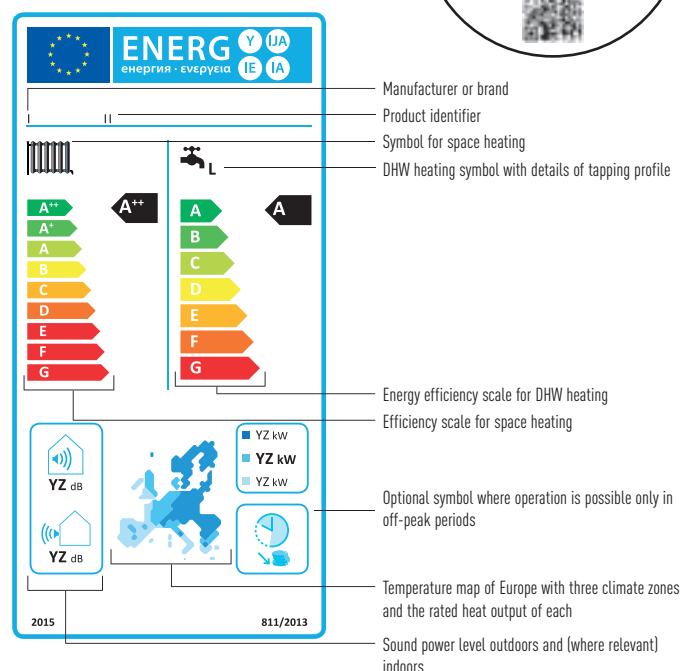 ENERG Y IJA
енергия · ενεργεια IE IA
Manufacturer or brand
I II
Product identifier
Symbol for space heating
L
DHW heating symbol with details of tapping profile
A++ A++ A A
A+ B
A C
B D
C E
D F
E G
F
G
Energy efficiency scale for DHW heating
Efficiency scale for space heating
YZ kW
YZ kW
YZ kW
YZ dB
YZ dB
Optional symbol where operation is possible only in
off-peak periods
Temperature map of Europe with three climate zones
and the rated heat output of each
2015 811/2013
Sound power level outdoors and (where relevant)
indoors